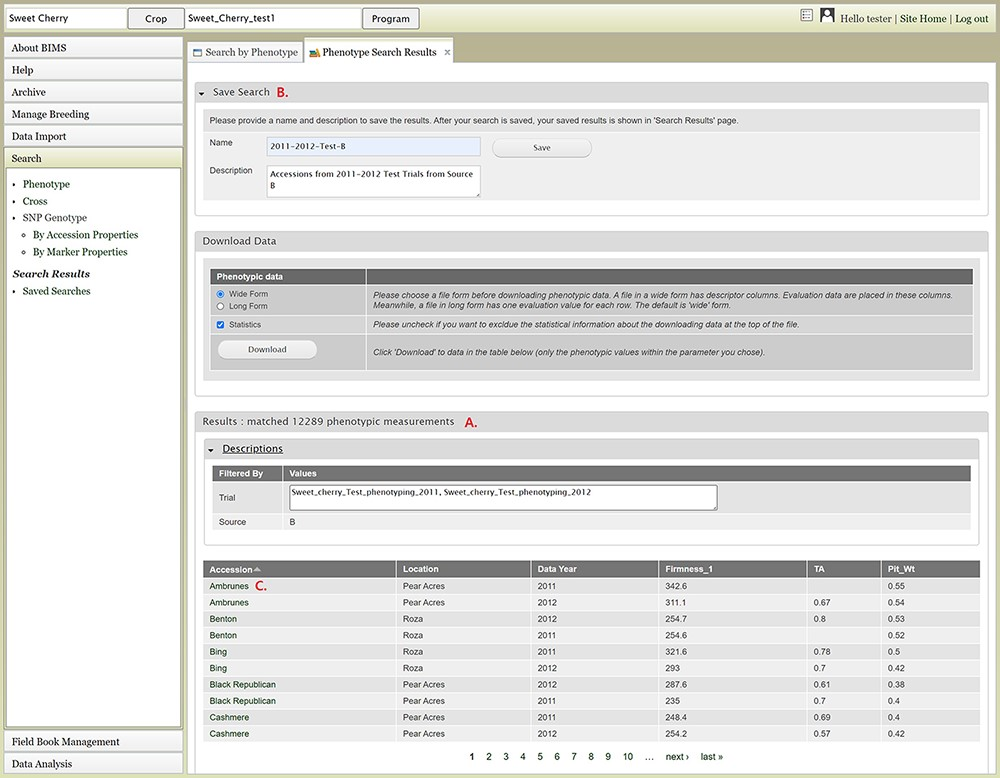 Sweet Cherry Crop Sweet_Cherry_test1 Program Hello tester | Site Home | Log out
About BIMS
Help
Archive
Manage Breeding
Data Import
Search
Phenotype
Cross
SNP Genotype
By Accession Properties
By Marker Properties
Search Results
Saved Searches
Field Book Management
Data Analysis
Search by Phenotype Phenotype Search Results ×
Save Search B.
Please provide a name and description to save the results. After your search is saved, your saved results is shown in 'Search Results' page.
Name 2011-2012-Test-B Save
Description Accessions from 2011-2012 Test Trials from Source
B
Download Data
Phenotypic data
Wide Form Please choose a file form before downloading phenotypic data. A file in a wide form has descriptor columns. Evaluation data are placed in these columns.
Long Form Meanwhile, a file in long form has one evaluation value for each row. The default is 'wide' form.
Statistics Please uncheck if you want to excldue the statistical information about the downloading data at the top of the file.
Download Click 'Download' to data in the table below (only the phenotypic values within the parameter you chose).
Results : matched 12289 phenotypic measurements A.
Descriptions
Filtered By Values
Trial Sweet_cherry_Test_phenotyping_2011, Sweet_cherry_Test_phenotyping_2012
Source B
Accession Location Data Year Firmness_1 TA Pit_Wt
Ambrunes C. Pear Acres 2011 342.6 0.55
Ambrunes Pear Acres 2012 311.1 0.67 0.54
Benton Roza 2012 254.7 0.8 0.53
Benton Roza 2011 254.6 0.52
Bing Roza 2011 321.6 0.78 0.5
Bing Roza 2012 293 0.7 0.42
Black Republican Pear Acres 2012 287.6 0.61 0.38
Black Republican Pear Acres 2011 235 0.7 0.4
Cashmere Pear Acres 2011 248.4 0.69 0.4
Cashmere Pear Acres 2012 254.2 0.57 0.42
1 2 3 4 5 6 7 8 9 10 … next › last »